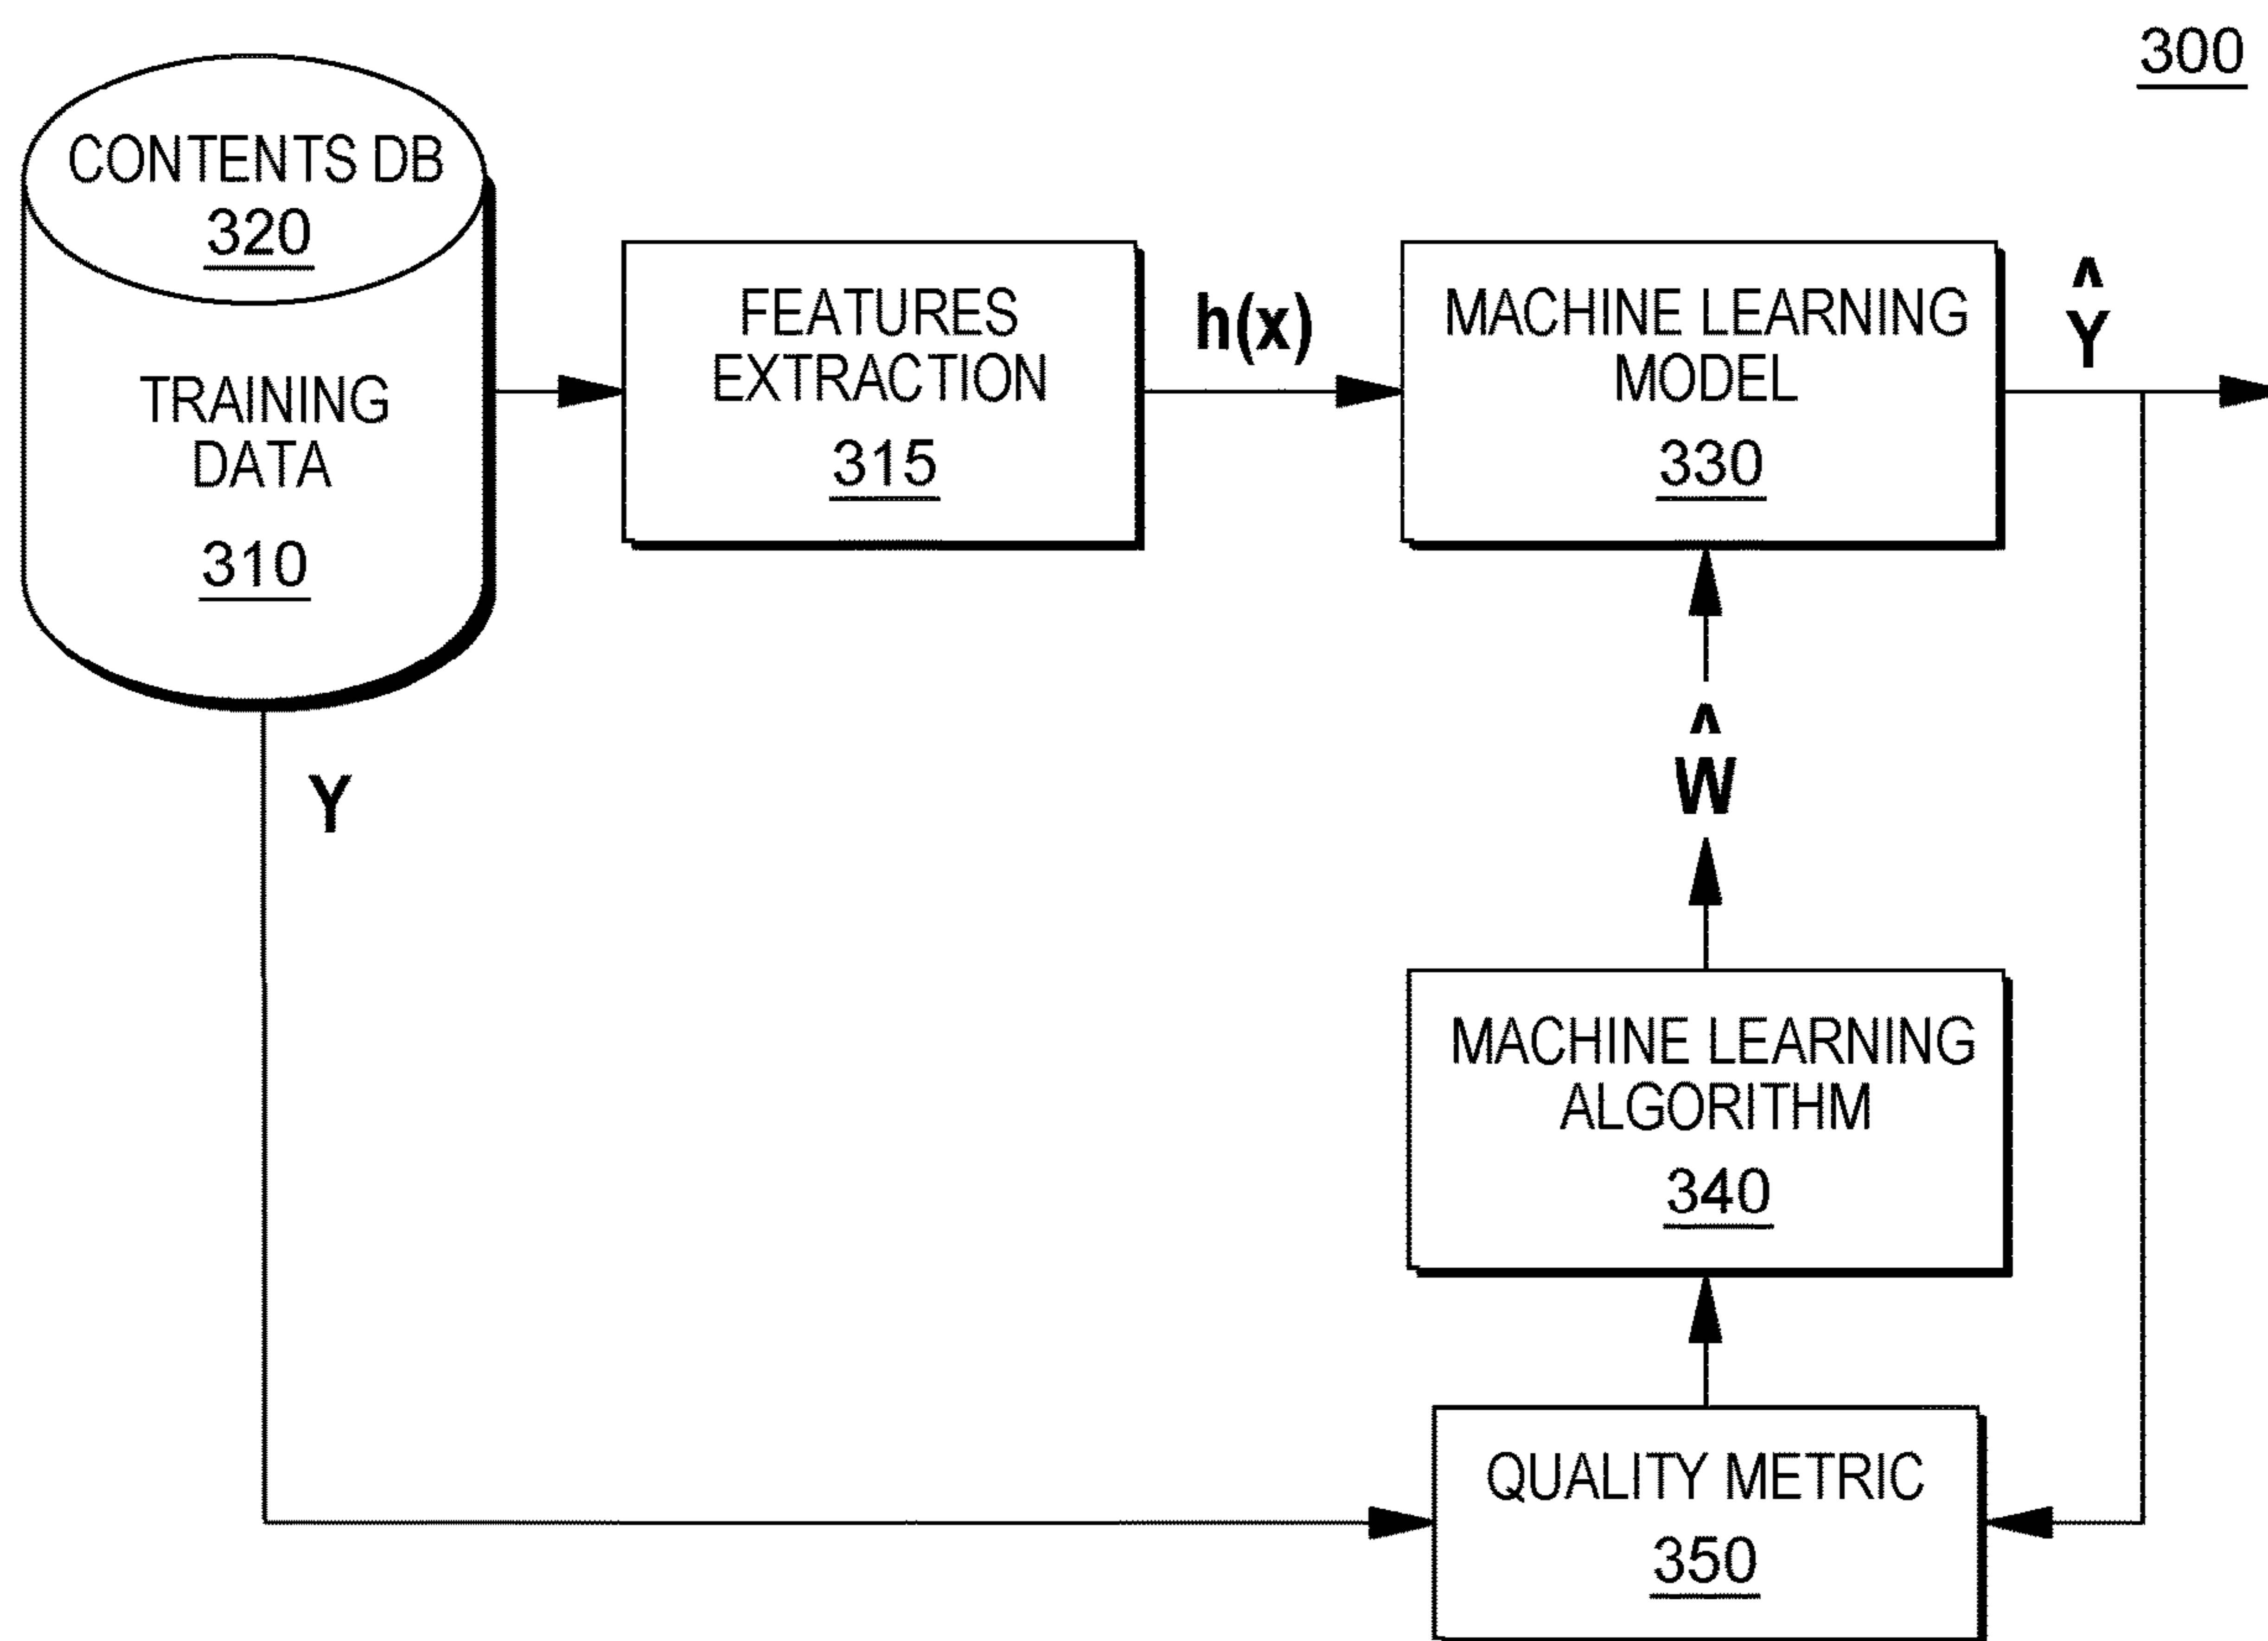 300
CONTENTS DB
320
TRAINING
DATA
310
FEATURES
EXTRACTION
315
h(x)
MACHINE LEARNING
MODEL
330
Ŷ
Y
Ŵ
MACHINE LEARNING
ALGORITHM
340
QUALITY METRIC
350